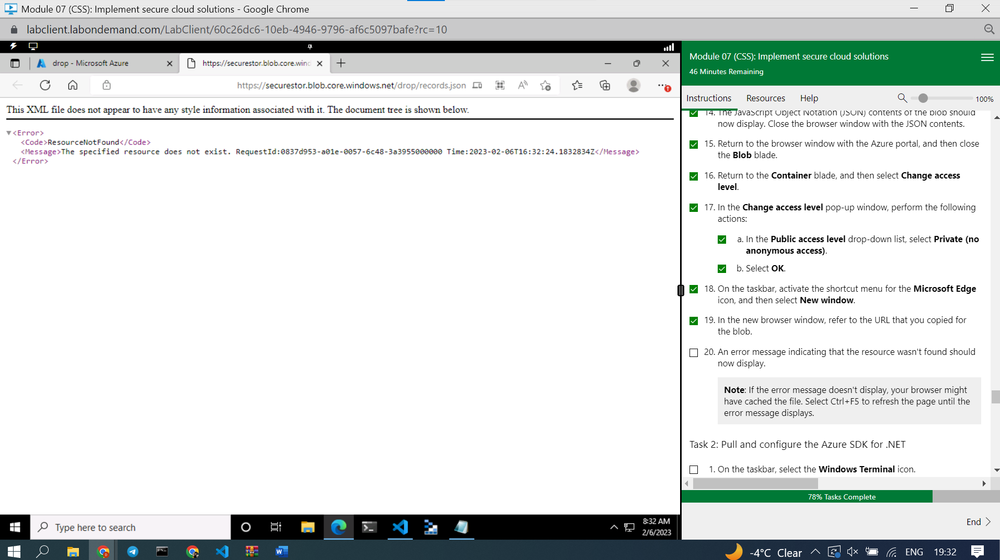 Module 07 (CSS): Implement secure cloud solutions - Google Chrome
labclient.labondemand.com/LabClient/60c26dc6-10eb-4946-9796-af6c5097bafe?rc=10
drop - Microsoft Azure
https://securestor.blob.core.wind
https://securestor.blob.core.windows.net/drop/records.json
This XML file does not appear to have any style information associated with it. The document tree is shown below.
▼<Error>
<Code>ResourceNotFound</Code>
<Message>The specified resource does not exist. RequestId:0837d953-a01e-0057-6c48-3a3955000000 Time:2023-02-06T16:32:24.1832834Z</Message>
</Error>
Type here to search
8:32 AM
2/6/2023
Module 07 (CSS): Implement secure cloud solutions
46 Minutes Remaining
Instructions Resources Help 100%
14. The JavaScript Object Notation (JSON) contents of the blob should
now display. Close the browser window with the JSON contents.
15. Return to the browser window with the Azure portal, and then close
the Blob blade.
16. Return to the Container blade, and then select Change access
level.
17. In the Change access level pop-up window, perform the following
actions:
a. In the Public access level drop-down list, select Private (no
anonymous access).
b. Select OK.
18. On the taskbar, activate the shortcut menu for the Microsoft Edge
icon, and then select New window.
19. In the new browser window, refer to the URL that you copied for
the blob.
20. An error message indicating that the resource wasn't found should
now display.
Note: If the error message doesn't display, your browser might
have cached the file. Select Ctrl+F5 to refresh the page until the
error message displays.
Task 2: Pull and configure the Azure SDK for .NET
1. On the taskbar, select the Windows Terminal icon.
78% Tasks Complete
End
-4°C Clear ENG 19:32